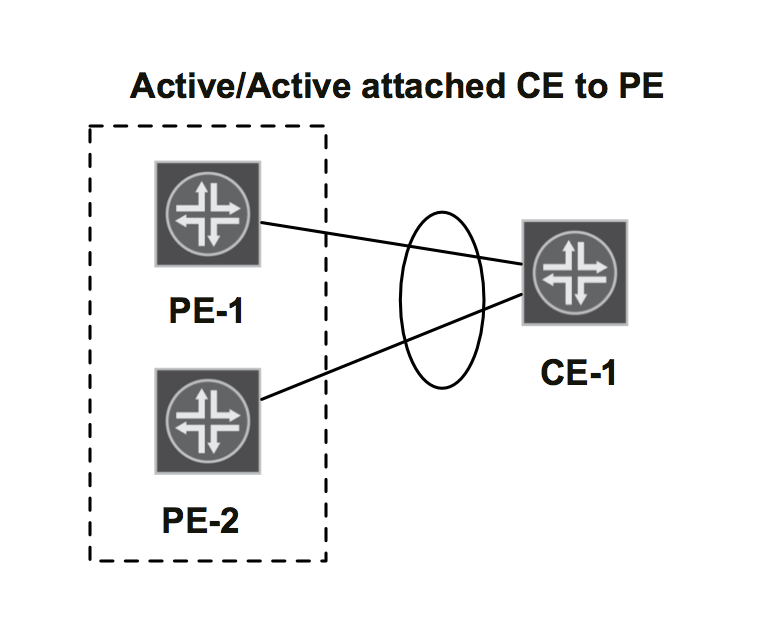 Active/Active attached CE to PE
PE-1
CE-1
PE-2